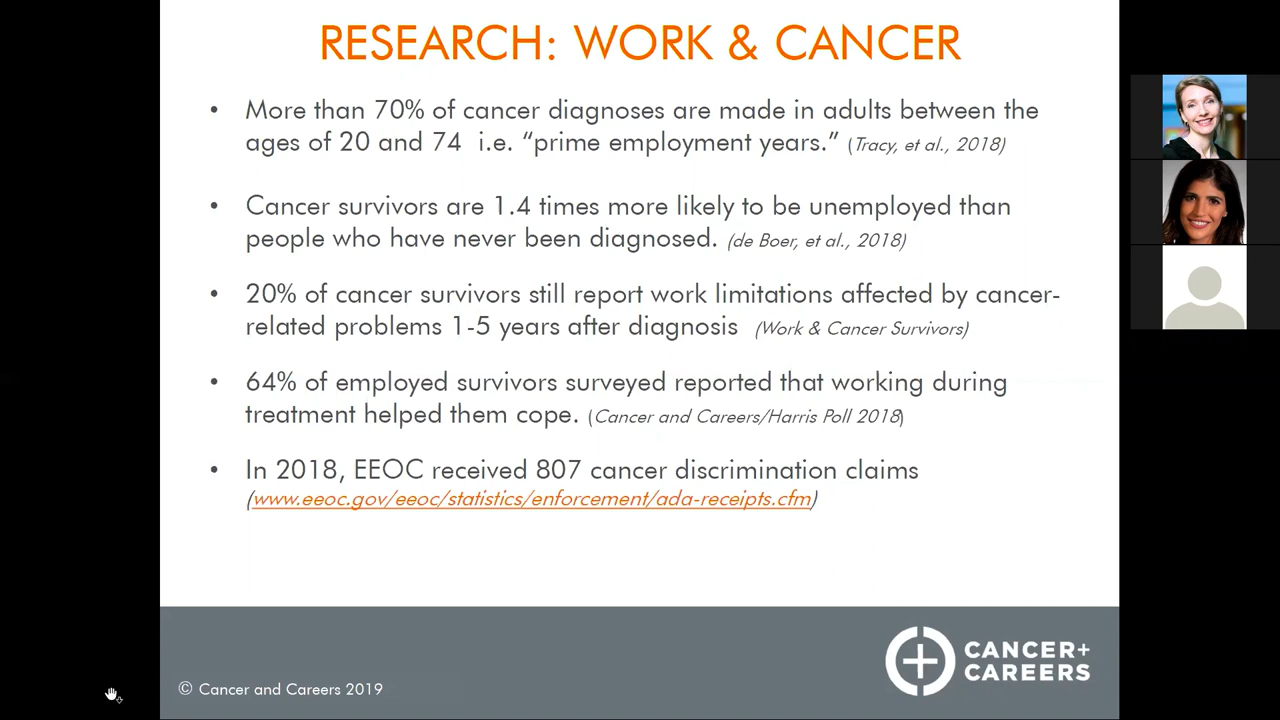 RESEARCH: WORK & CANCER
• More than 70% of cancer diagnoses are made in adults between the
ages of 20 and 74 i.e. “prime employment years.” (Tracy, et al., 2018)
• Cancer survivors are 1.4 times more likely to be unemployed than
people who have never been diagnosed. (de Boer, et al., 2018)
• 20% of cancer survivors still report work limitations affected by cancer-
related problems 1-5 years after diagnosis (Work & Cancer Survivors)
• 64% of employed survivors surveyed reported that working during
treatment helped them cope. (Cancer and Careers/Harris Poll 2018)
• In 2018, EEOC received 807 cancer discrimination claims
(www.eeoc.gov/eeoc/statistics/enforcement/ada-receipts.cfm)
CANCER+
CAREERS
© Cancer and Careers 2019